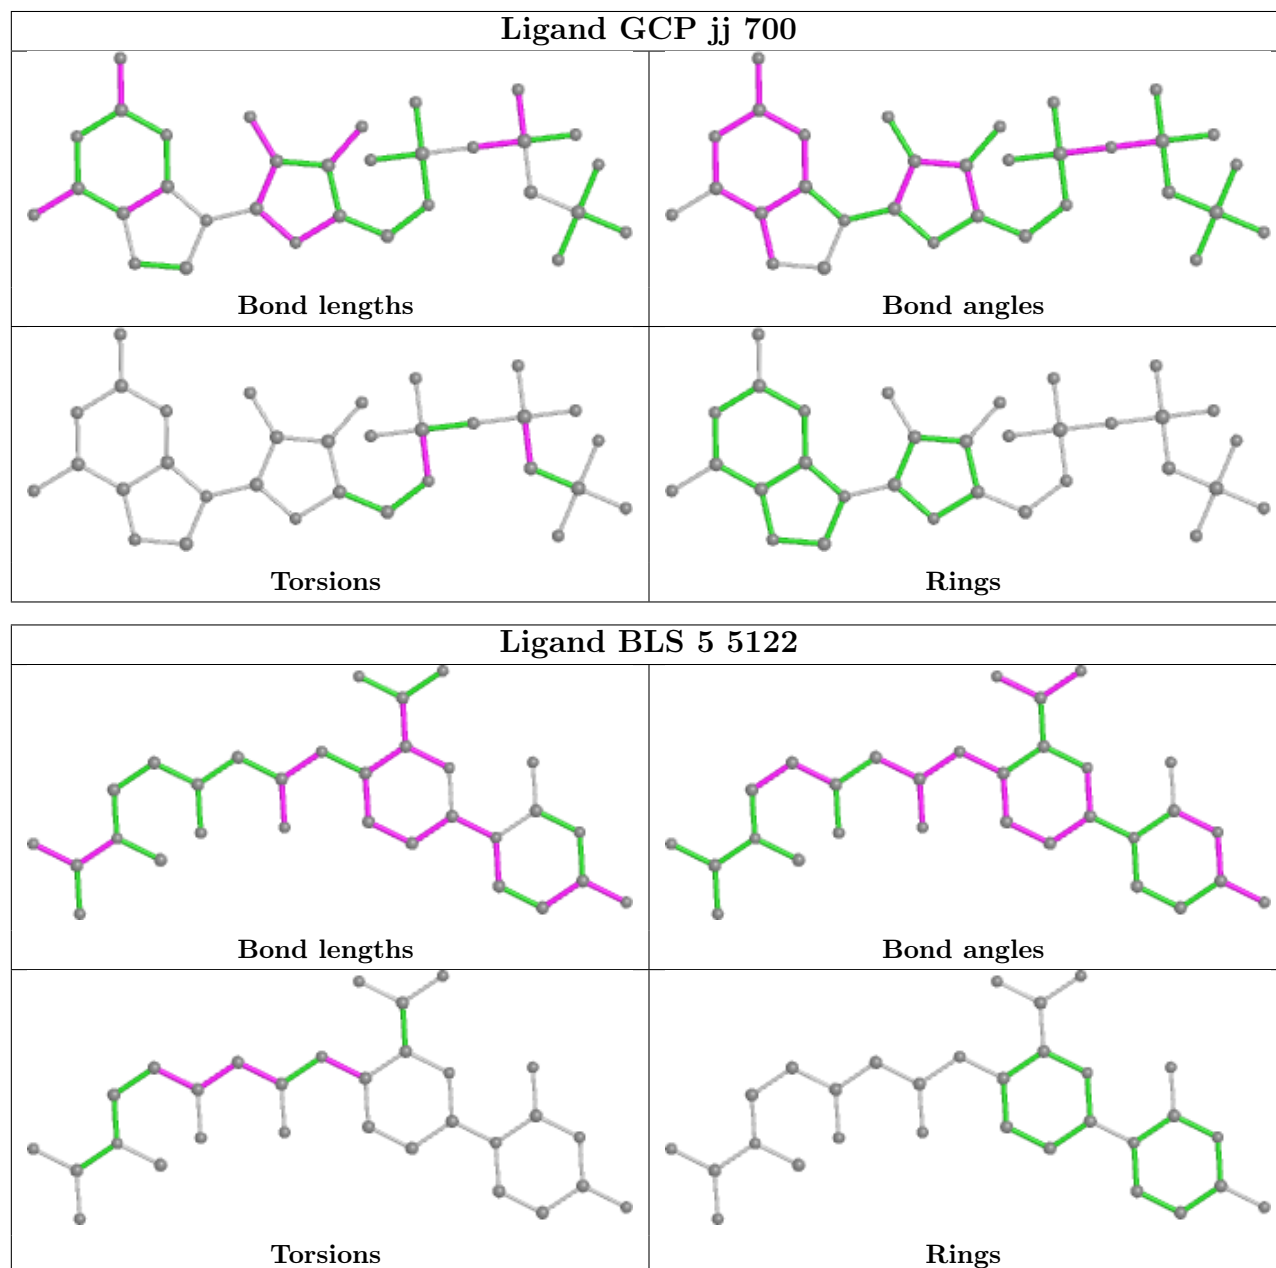 Ligand GCP jj 700
Bond lengths
Bond angles
Torsions
Rings
Ligand BLS 5 5122
Bond lengths
Bond angles
Torsions
Rings